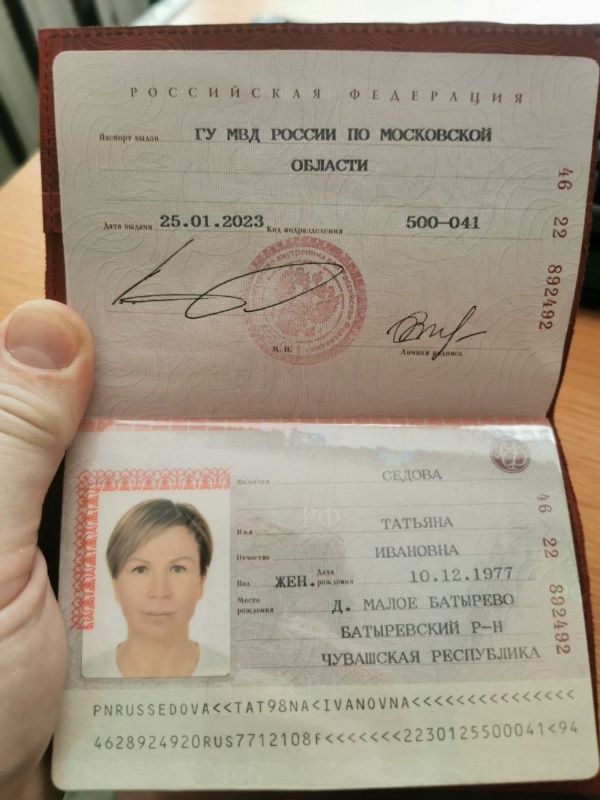 РОССИЙСКАЯ ФЕДЕРАЦИЯ
Паспорт выдан ГУ МВД РОССИИ ПО МОСКОВСКОЙ
ОБЛАСТИ
Дата выдачи 25.01.2023 Код подразделения 500-041
М. П.
Личная подпись
46 22 892492
Фамилия СЕДОВА
РФ
Имя ТАТЬЯНА
Отчество ИВАНОВНА
Пол ЖЕН. Дата рождения 10.12.1977
Место рождения Д. МАЛОЕ БАТЫРЕВО
БАТЫРЕВСКИЙ Р-Н
ЧУВАШСКАЯ РЕСПУБЛИКА
46 22 892492
PNRUSSEDOVA<<TAT98NA<IVANOVNA<<<<<<<<<<<<<<<
4628924920RUS7712108F<<<<<<<2230125500041<94